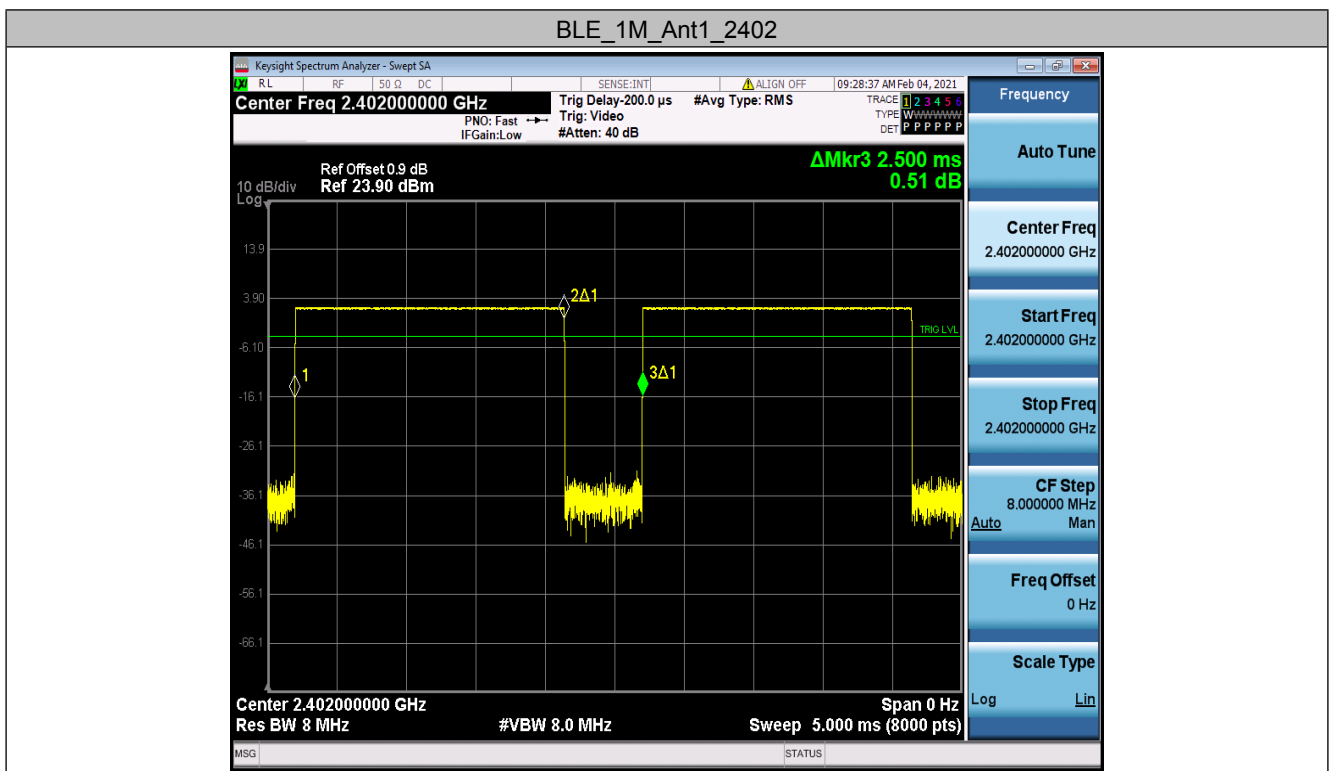 BLE_1M_Ant1_2402
Keysight Spectrum Analyzer - Swept SA
RL RF 50 Ω DC SENSE:INT ALIGN OFF 09:28:37 AM Feb 04, 2021
Center Freq 2.402000000 GHz
PNO: Fast
IFGain:Low
Trig Delay-200.0 µs
Trig: Video
#Atten: 40 dB
#Avg Type: RMS
TRACE 1 2 3 4 5 6
TYPE WWWWWW
DET P P P P P P
ΔMkr3 2.500 ms
0.51 dB
Ref Offset 0.9 dB
10 dB/div Ref 23.90 dBm
Log
13.9
3.90
-6.10
-16.1
-26.1
-36.1
-46.1
-56.1
-66.1
2Δ1
TRIG LVL
1
3Δ1
Center 2.402000000 GHz Span 0 Hz
Res BW 8 MHz #VBW 8.0 MHz Sweep 5.000 ms (8000 pts)
MSG STATUS
Frequency
Auto Tune
Center Freq
2.402000000 GHz
Start Freq
2.402000000 GHz
Stop Freq
2.402000000 GHz
CF Step
8.000000 MHz
Auto Man
Freq Offset
0 Hz
Scale Type
Log Lin